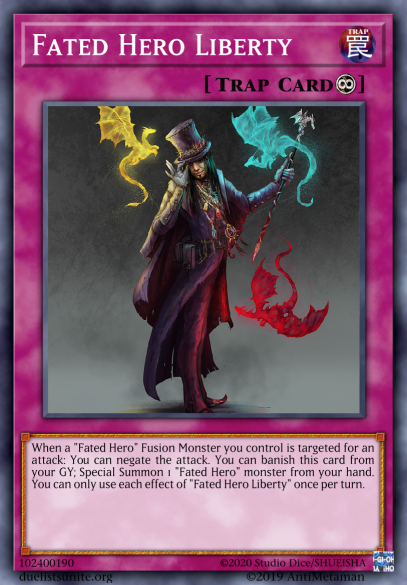 FATED HERO LIBERTY
TRAP
罠
[TRAP CARD]
When a "Fated Hero" Fusion Monster you control is targeted for an
attack: You can negate the attack. You can banish this card from
your GY; Special Summon 1 "Fated Hero" monster from your hand.
You can only use each effect of "Fated Hero Liberty" once per turn.
102400190
©2020 Studio Dice/SHUEISHA
duelistsunite.org
©2019 AntiMetaman